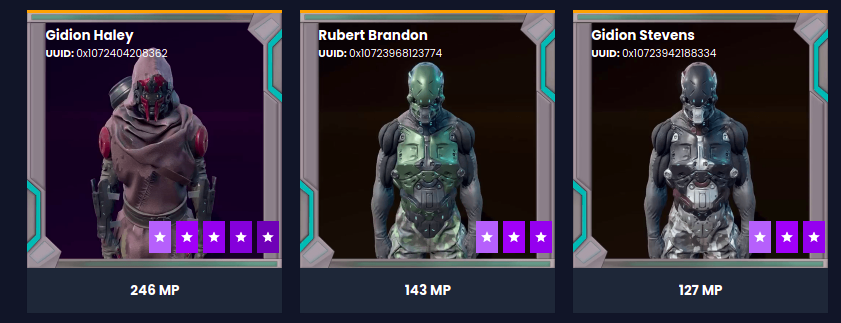 Gidion Haley
UUID: 0x1072404208362
246 MP
Rubert Brandon
UUID: 0x10723968123774
143 MP
Gidion Stevens
UUID: 0x10723942188334
127 MP